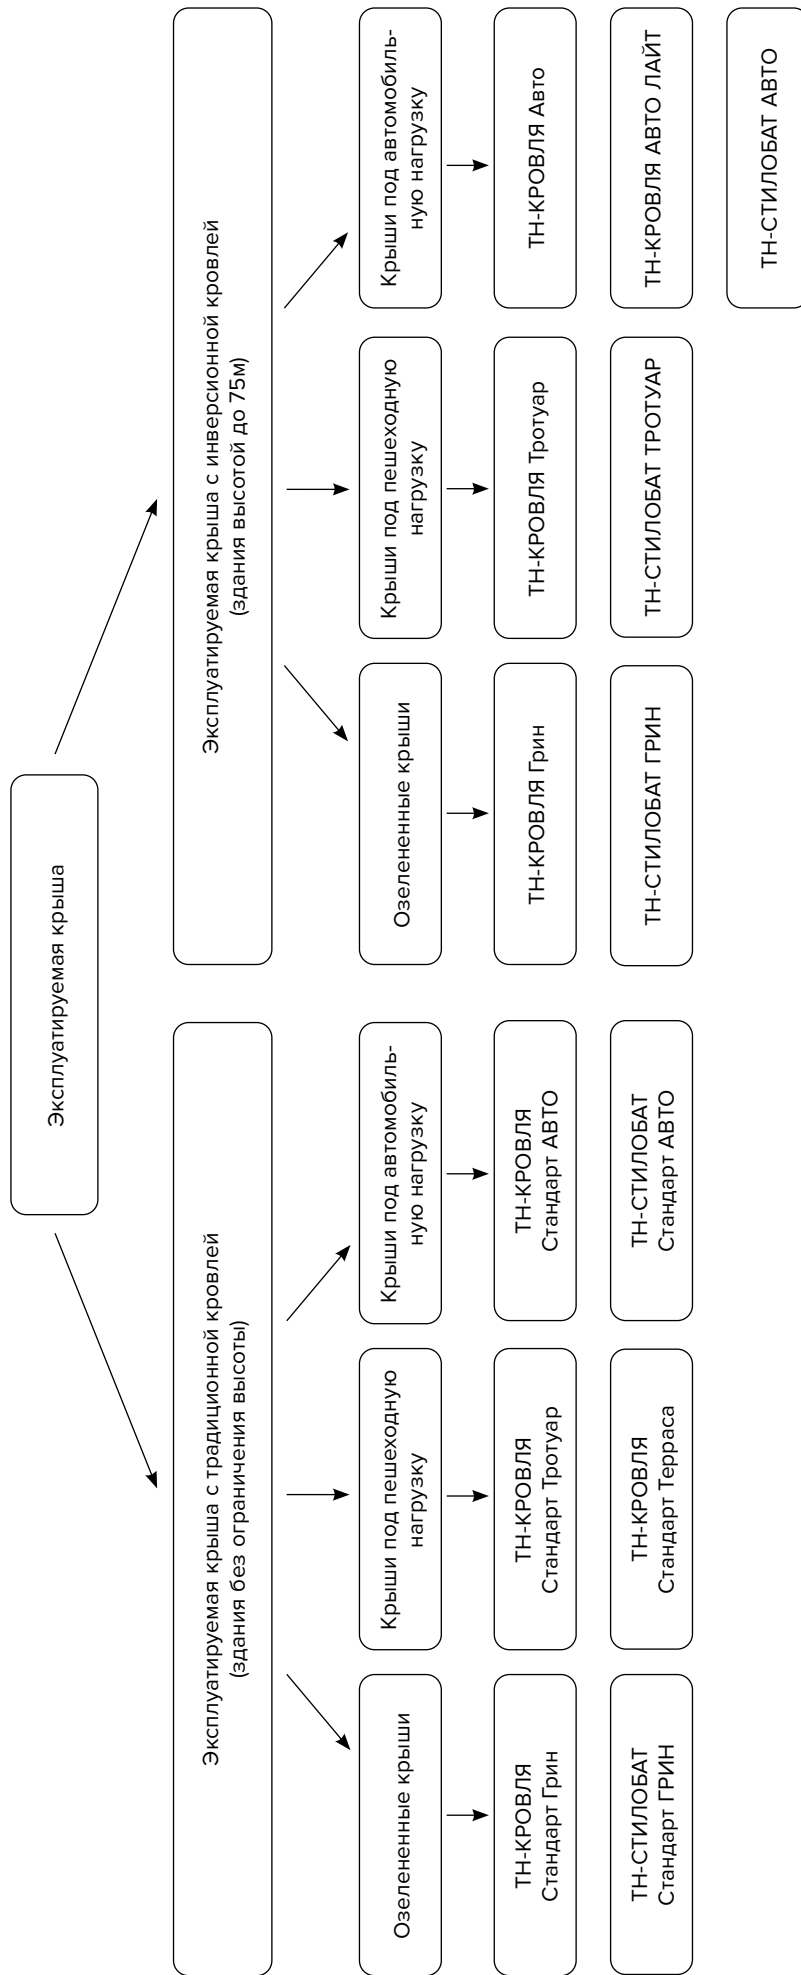 Эксплуатируемая крыша
Эксплуатируемая крыша с традиционной кровлей
(здания без ограничения высоты)
Эксплуатируемая крыша с инверсионной кровлей
(здания высотой до 75м)
Озелененные крыши
Крыши под пешеходную
нагрузку
Крыши под автомобиль-
ную нагрузку
Озелененные крыши
Крыши под пешеходную
нагрузку
Крыши под автомобиль-
ную нагрузку
ТН-КРОВЛЯ
Стандарт Грин
ТН-КРОВЛЯ
Стандарт Тротуар
ТН-КРОВЛЯ
Стандарт АВТО
ТН-КРОВЛЯ Грин
ТН-КРОВЛЯ Тротуар
ТН-КРОВЛЯ Авто
ТН-СТИЛОБАТ
Стандарт ГРИН
ТН-КРОВЛЯ
Стандарт Терраса
ТН-СТИЛОБАТ
Стандарт АВТО
ТН-СТИЛОБАТ ГРИН
ТН-СТИЛОБАТ ТРОТУАР
ТН-КРОВЛЯ АВТО ЛАЙТ
ТН-СТИЛОБАТ АВТО